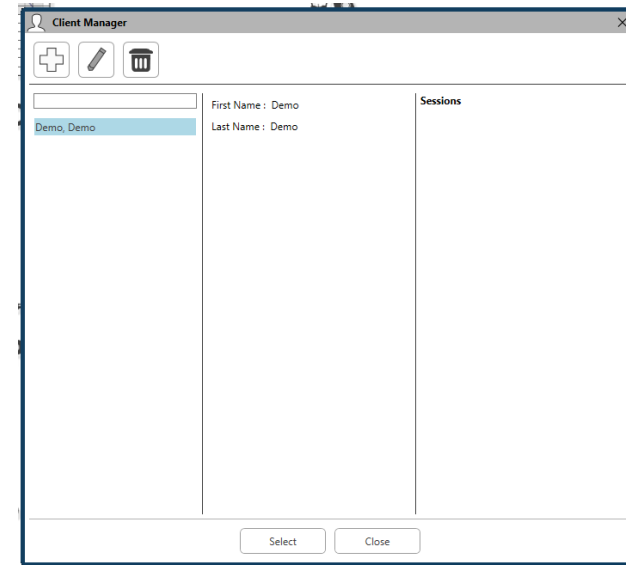 Client Manager
Demo, Demo
First Name : Demo
Last Name : Demo
Sessions
Select
Close